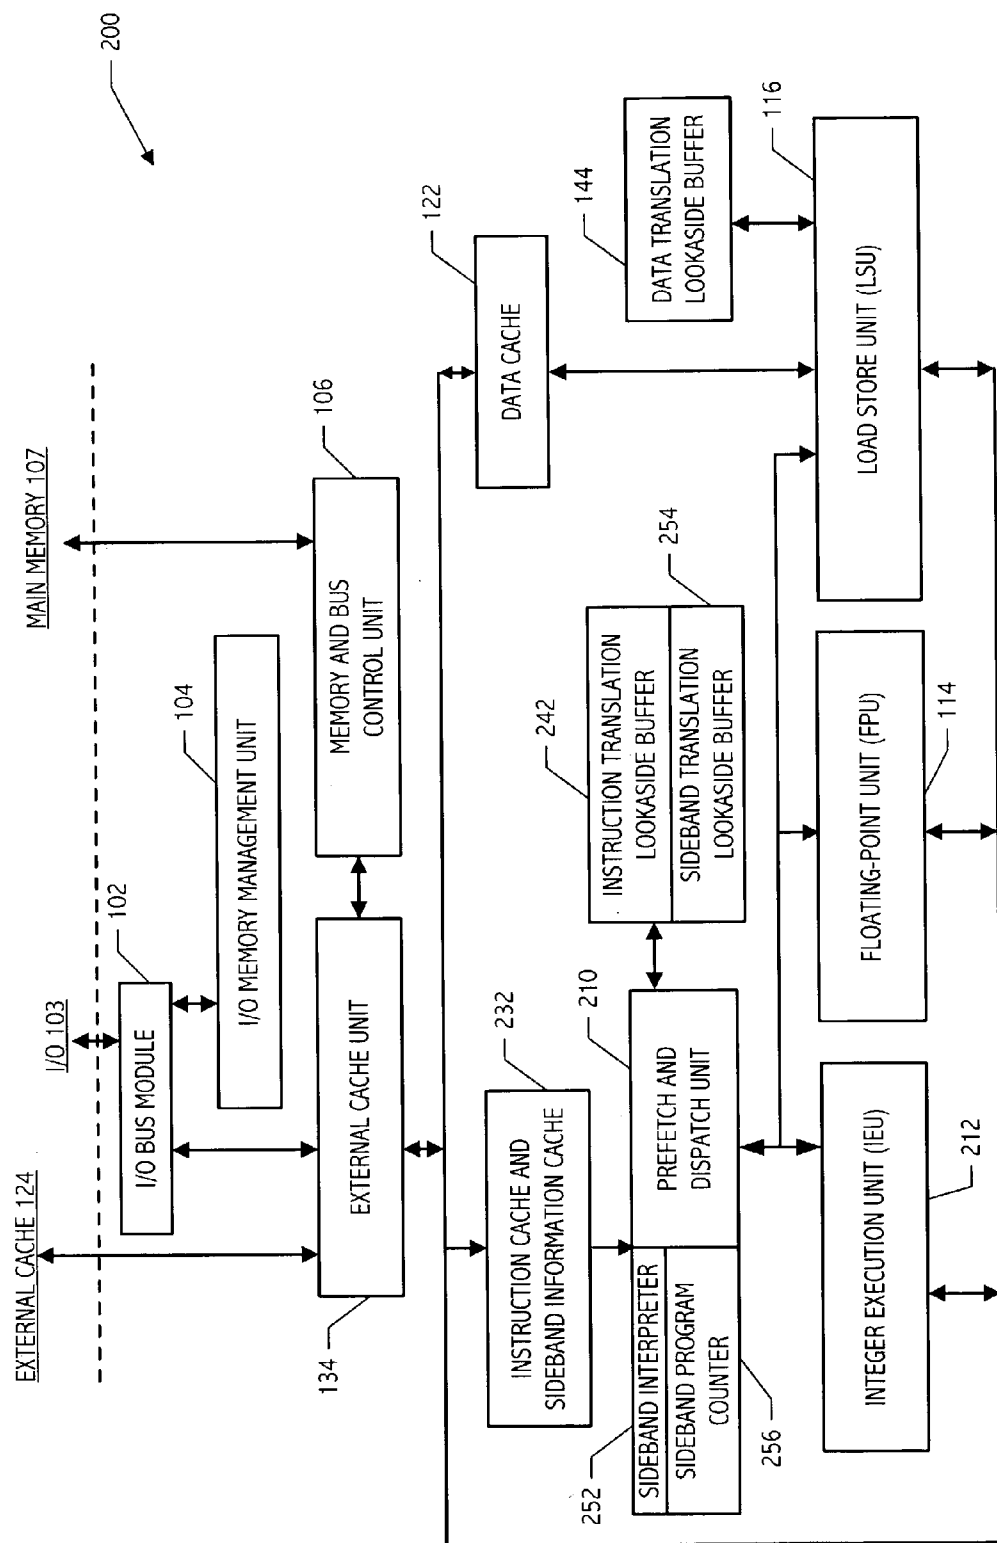 200
EXTERNAL CACHE 124
I/O 103
MAIN MEMORY 107
102
I/O BUS MODULE
104
I/O MEMORY MANAGEMENT UNIT
106
134
EXTERNAL CACHE UNIT
MEMORY AND BUS
CONTROL UNIT
122
DATA CACHE
232
INSTRUCTION CACHE AND
SIDEBAND INFORMATION CACHE
144
DATA TRANSLATION
LOOKASIDE BUFFER
242
INSTRUCTION TRANSLATION
LOOKASIDE BUFFER
254
SIDEBAND TRANSLATION
LOOKASIDE BUFFER
210
PREFETCH AND
DISPATCH UNIT
252
SIDEBAND INTERPRETER
SIDEBAND PROGRAM
COUNTER
256
116
INTEGER EXECUTION UNIT (IEU)
212
FLOATING-POINT UNIT (FPU)
114
LOAD STORE UNIT (LSU)